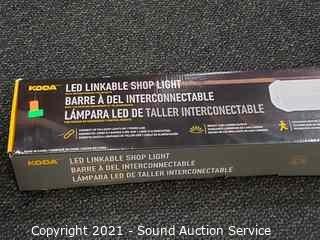 KODA
LED LINKABLE SHOP LIGHT
BARRE À DEL INTERCONNECTABLE
LÁMPARA LED DE TALLER INTERCONECTABLE
KODA
LED LINKABLE SHOP LIGHT
BARRE À DEL INTERCONNECTABLE
LÁMPARA LED DE TALLER INTERCONECTABLE
Copyright 2021 - Sound Auction Service